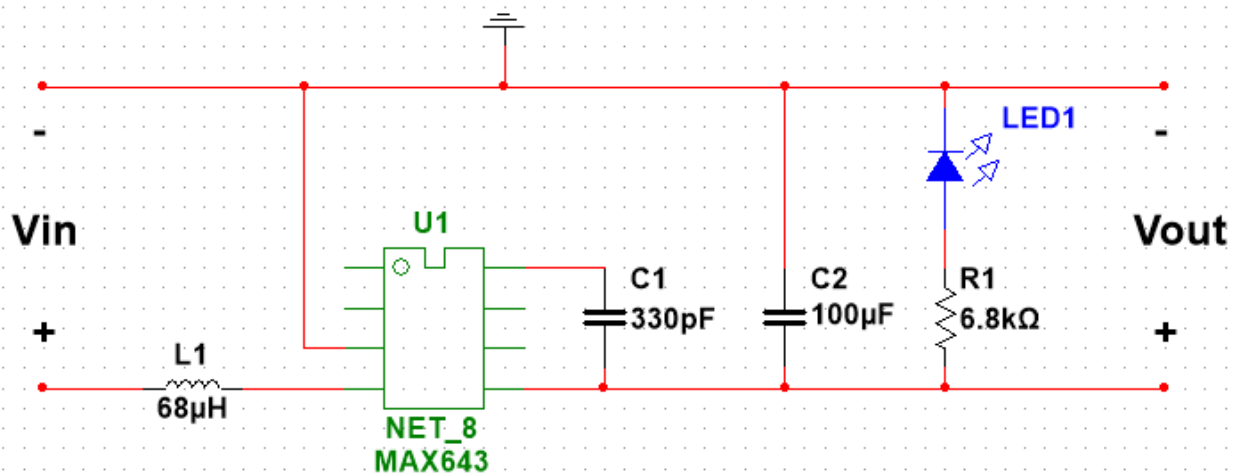 LED1
-
-
Vin
U1
Vout
C1
330pF
C2
100µF
R1
6.8kΩ
+
+
L1
68µH
NET_8
MAX643